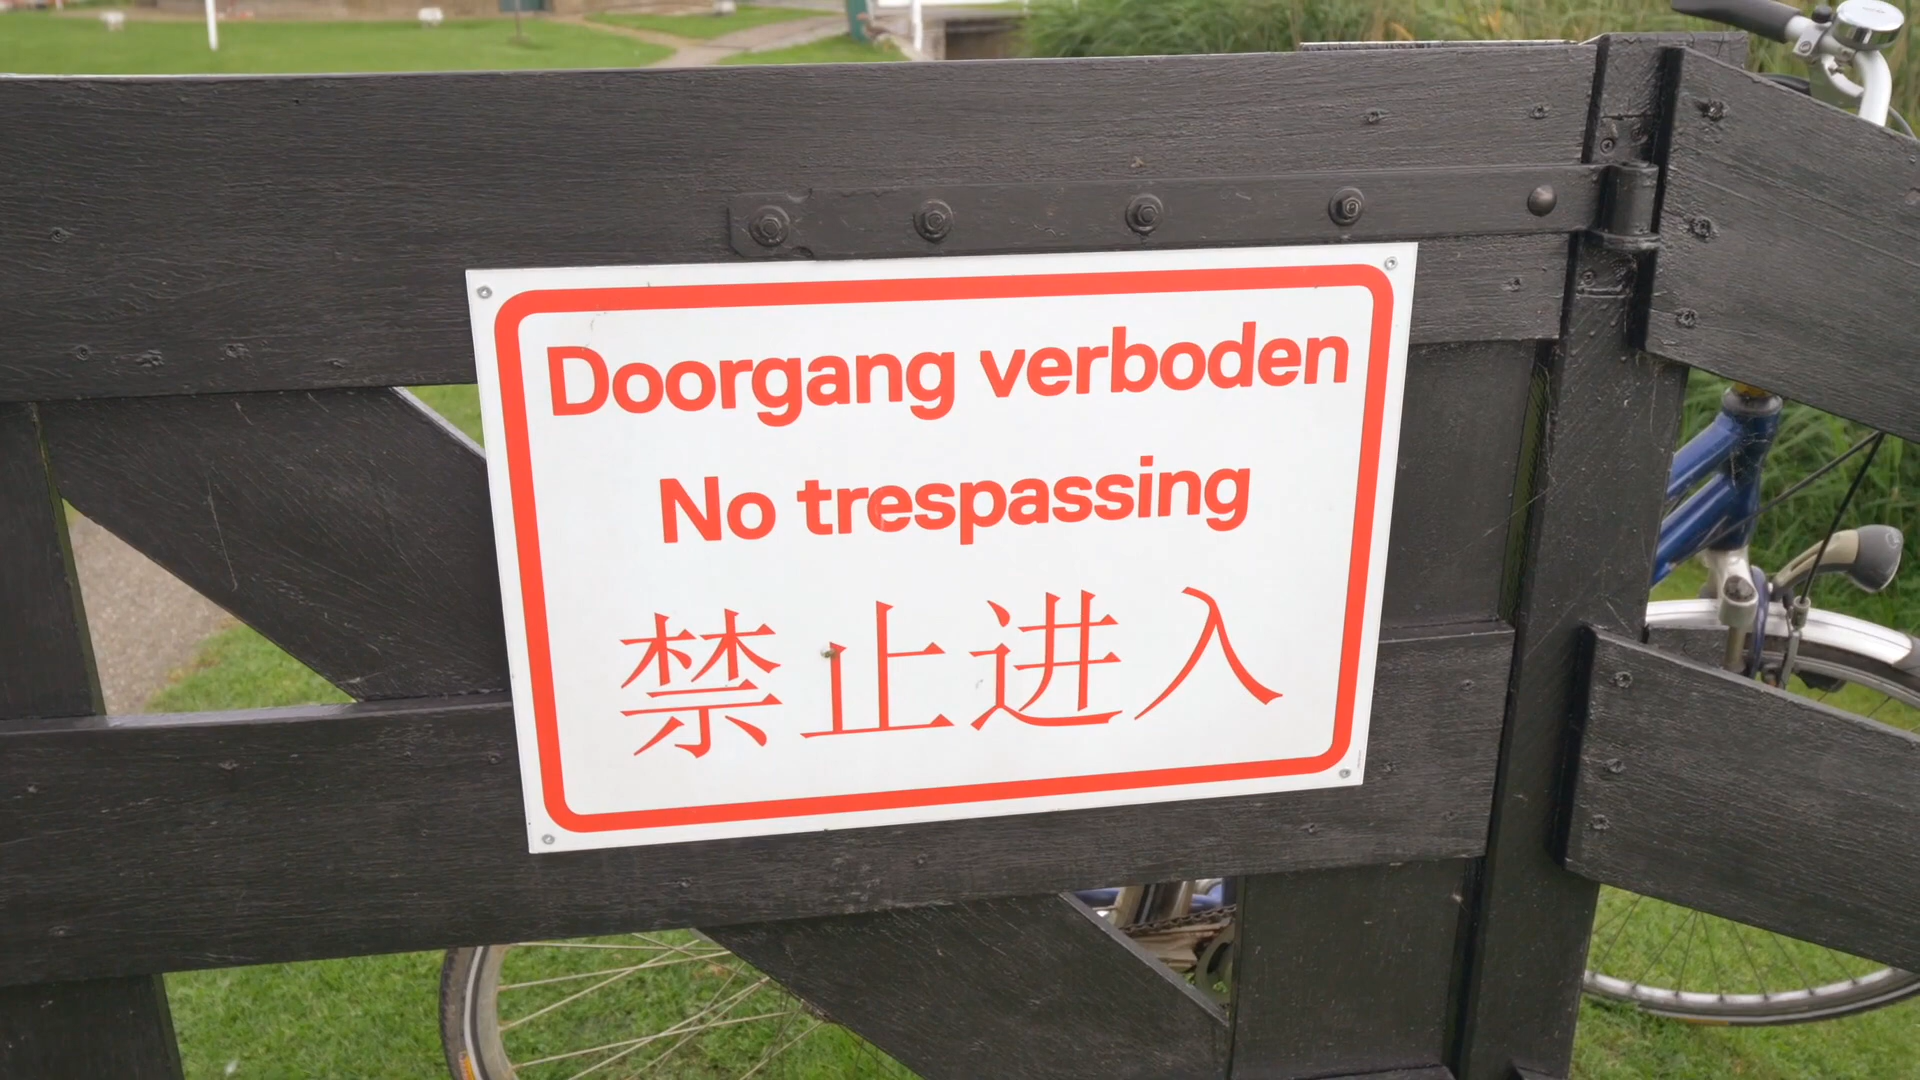 Doorgang verboden
No trespassing
禁止进入